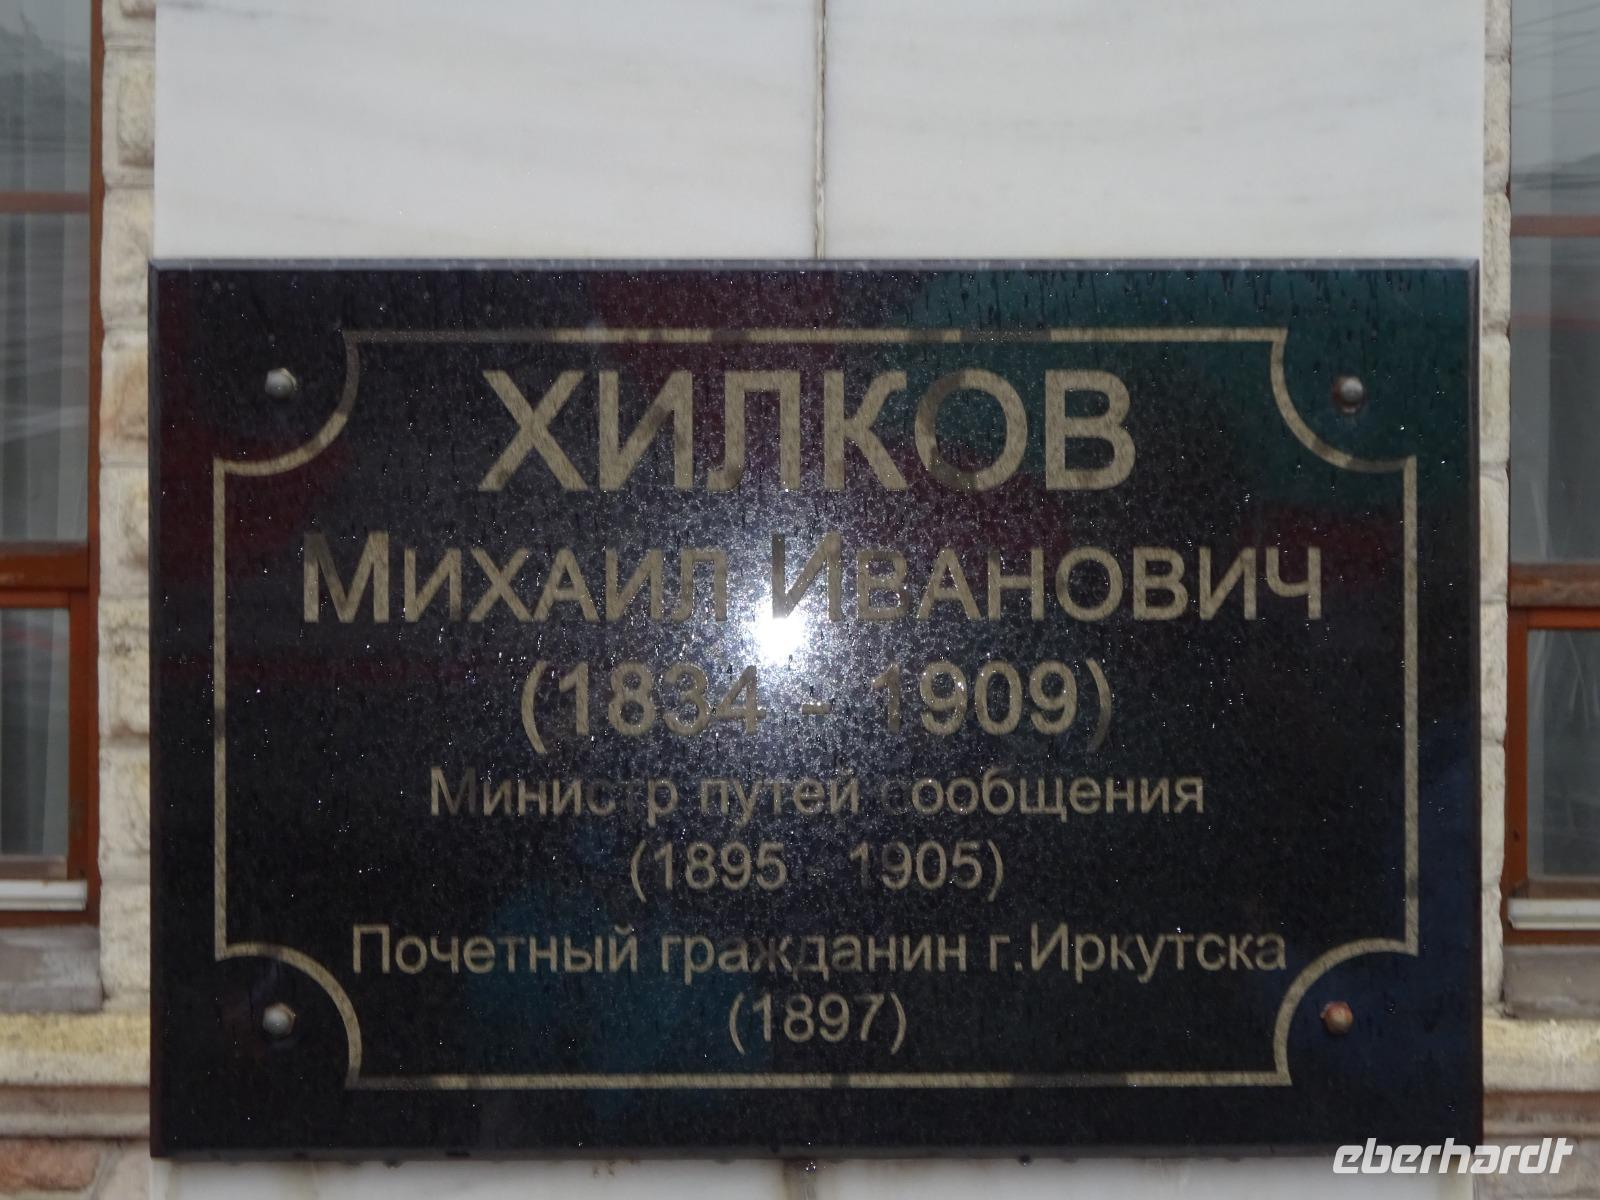 ХИЛКОВ
МИХАИЛ ИВАНОВИЧ
(1834 - 1909)
Министр путей сообщения
(1895 - 1905)
Почетный гражданин г.Иркутска
(1897)
eberhardt